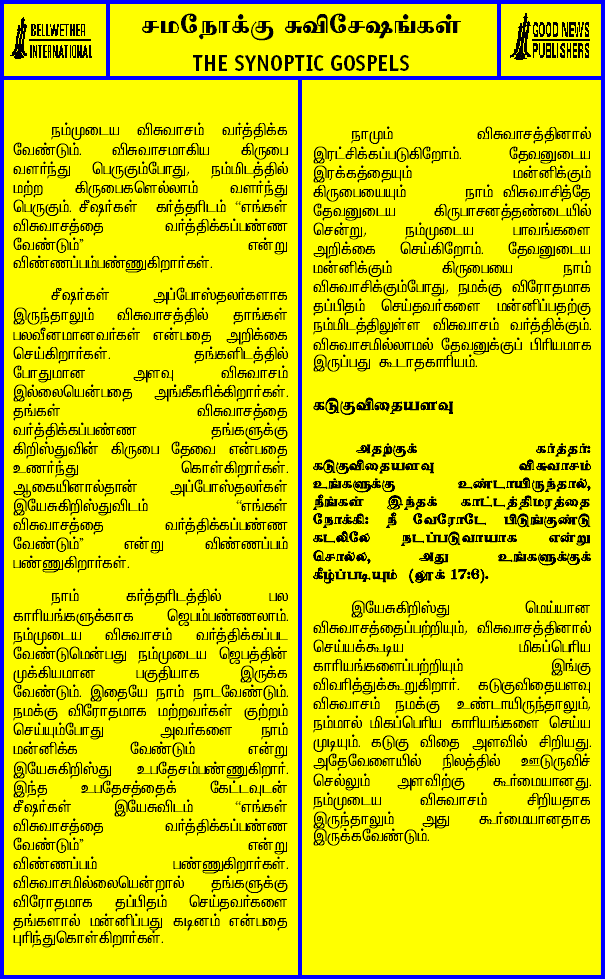 BELLWETHER
INTERNATIONAL
சமநோக்கு சுவிசேஷங்கள்
THE SYNOPTIC GOSPELS
GOOD NEWS
PUBLISHERS
நம்முடைய விசுவாசம் வர்த்திக்க
வேண்டும். விசுவாசமாகிய கிருபை
வளர்ந்து பெருகும்போது, நம்மிடத்தில்
மற்ற கிருபைகளெல்லாம் வளர்ந்து
பெருகும். சீஷர்கள் கர்த்தரிடம் “எங்கள்
விசுவாசத்தை வர்த்திக்கப்பண்ண
வேண்டும்” என்று
விண்ணப்பம்பண்ணுகிறார்கள்.
சீஷர்கள் அப்போஸ்தலர்களாக
இருந்தாலும் விசுவாசத்தில் தாங்கள்
பலவீனமானவர்கள் என்பதை அறிக்கை
செய்கிறார்கள். தங்களிடத்தில்
போதுமான அளவு விசுவாசம்
இல்லையென்பதை அங்கீகரிக்கிறார்கள்.
தங்கள் விசுவாசத்தை
வர்த்திக்கப்பண்ண தங்களுக்கு
கிறிஸ்துவின் கிருபை தேவை என்பதை
உணர்ந்து கொள்கிறார்கள்.
ஆகையினால்தான் அப்போஸ்தலர்கள்
இயேசுகிறிஸ்துவிடம் “எங்கள்
விசுவாசத்தை வர்த்திக்கப்பண்ண
வேண்டும்” என்று விண்ணப்பம்
பண்ணுகிறார்கள்.
நாம் கர்த்தரிடத்தில் பல
காரியங்களுக்காக ஜெபம்பண்ணலாம்.
நம்முடைய விசுவாசம் வர்த்திக்கப்பட
வேண்டுமென்பது நம்முடைய ஜெபத்தின்
முக்கியமான பகுதியாக இருக்க
வேண்டும். இதையே நாம் நாடவேண்டும்.
நமக்கு விரோதமாக மற்றவர்கள் குற்றம்
செய்யும்போது அவர்களை நாம்
மன்னிக்க வேண்டும் என்று
இயேசுகிறிஸ்து உபதேசம்பண்ணுகிறார்.
இந்த உபதேசத்தைக் கேட்டவுடன்
சீஷர்கள் இயேசுவிடம் “எங்கள்
விசுவாசத்தை வர்த்திக்கப்பண்ண
வேண்டும்” என்று
விண்ணப்பம் பண்ணுகிறார்கள்.
விசுவாசமில்லையென்றால் தங்களுக்கு
விரோதமாக தப்பிதம் செய்தவர்களை
தங்களால் மன்னிப்பது கடினம் என்பதை
புரிந்துகொள்கிறார்கள்.
நாமும் விசுவாசத்தினால்
இரட்சிக்கப்படுகிறோம். தேவனுடைய
இரக்கத்தையும் மன்னிக்கும்
கிருபையையும் நாம் விசுவாசித்தே
தேவனுடைய கிருபாசனத்தண்டையில்
சென்று, நம்முடைய பாவங்களை
அறிக்கை செய்கிறோம். தேவனுடைய
மன்னிக்கும் கிருபையை நாம்
விசுவாசிக்கும்போது, நமக்கு விரோதமாக
தப்பிதம் செய்தவர்களை மன்னிப்பதற்கு
நம்மிடத்திலுள்ள விசுவாசம் வர்த்திக்கும்.
விசுவாசமில்லாமல் தேவனுக்குப் பிரியமாக
இருப்பது கூடாதகாரியம்.
கடுகுவிதையளவு
அதற்குக் கர்த்தர்:
கடுகுவிதையளவு விசுவாசம்
உங்களுக்கு உண்டாயிருந்தால்,
நீங்கள் இந்தக் காட்டத்திமரத்தை
நோக்கி: நீ வேரோடே பிடுங்குண்டு
கடலிலே நடப்படுவாயாக என்று
சொல்ல, அது உங்களுக்குக்
கீழ்ப்படியும் (லூக் 17:6).
இயேசுகிறிஸ்து மெய்யான
விசுவாசத்தைப்பற்றியும், விசுவாசத்தினால்
செய்யக்கூடிய மிகப்பெரிய
காரியங்களைப்பற்றியும் இங்கு
விவரித்துக்கூறுகிறார். கடுகுவிதையளவு
விசுவாசம் நமக்கு உண்டாயிருந்தாலும்,
நம்மால் மிகப்பெரிய காரியங்களை செய்ய
முடியும். கடுகு விதை அளவில் சிறியது.
அதேவேளையில் நிலத்தில் ஊடுருவிச்
செல்லும் அளவிற்கு கூர்மையானது.
நம்முடைய விசுவாசம் சிறியதாக
இருந்தாலும் அது கூர்மையானதாக
இருக்கவேண்டும்.